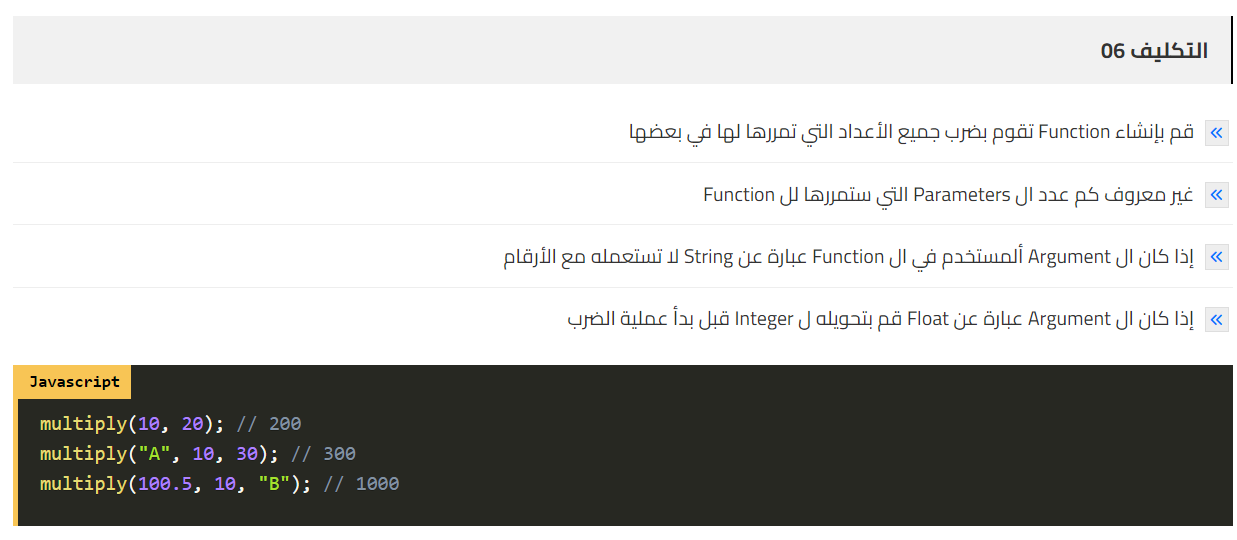 التكليف 06
قم بإنشاء Function تقوم بضرب جميع الأعداد التي تمررها لها في بعضها
غير معروف كم عدد ال Parameters التي ستمررها لل Function
إذا كان ال Argument ألمستخدم في ال Function عبارة عن String لا تستعمله مع الأرقام
إذا كان ال Argument عبارة عن Float قم بتحويله ل Integer قبل بدأ عملية الضرب
Javascript
multiply(10, 20); // 200
multiply("A", 10, 30); // 300
multiply(100.5, 10, "B"); // 1000